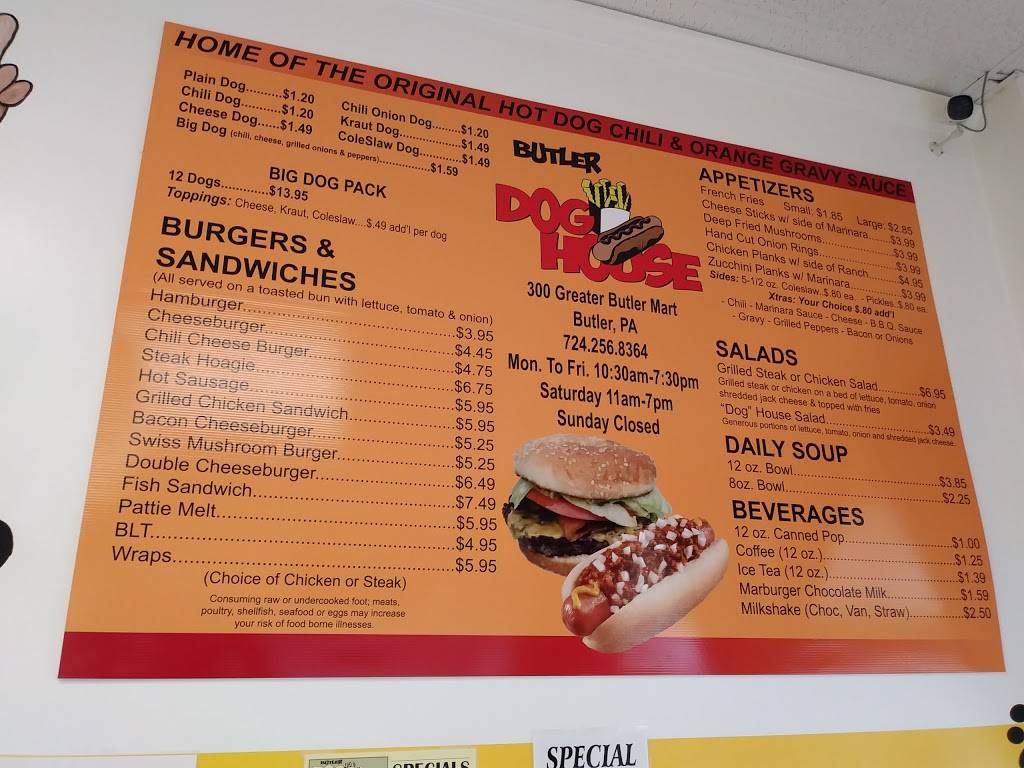 HOME OF THE ORIGINAL HOT DOG CHILI & ORANGE GRAVY SAUCE
Plain Dog..........$1.20
Chili Dog..........$1.20
Cheese Dog......$1.49
Big Dog (chili, cheese, grilled onions & peppers)...............$1.59
Chili Onion Dog.........$1.20
Kraut Dog...................$1.49
ColeSlaw Dog.............$1.49
BIG DOG PACK
12 Dogs.............$13.95
Toppings: Cheese, Kraut, Coleslaw....$.49 add'l per dog
BURGERS &
SANDWICHES
(All served on a toasted bun with lettuce, tomato & onion)
Hamburger...$3.95
Cheeseburger...$4.45
Chili Cheese Burger...$4.75
Steak Hoagie...$6.75
Hot Sausage...$5.95
Grilled Chicken Sandwich...$5.95
Bacon Cheeseburger...$5.25
Swiss Mushroom Burger...$5.25
Double Cheeseburger...$6.49
Fish Sandwich...$7.49
Pattie Melt...$5.95
BLT...$4.95
Wraps...$5.95
(Choice of Chicken or Steak)
Consuming raw or undercooked foot; meats,
poultry, shellfish, seafood or eggs may increase
your risk of food borne illnesses.
BUTLER
DOG
HOUSE
300 Greater Butler Mart
Butler, PA
724.256.8364
Mon. To Fri. 10:30am-7:30pm
Saturday 11am-7pm
Sunday Closed
APPETIZERS
French Fries Small: $1.85 Large: $2.85
Cheese Sticks w/ side of Marinara.......$3.99
Deep Fried Mushrooms...$3.99
Hand Cut Onion Rings...$3.99
Chicken Planks w/ side of Ranch...$4.95
Zucchini Planks w/ Marinara...$3.99
Sides: 5-1/2 oz. Coleslaw..$.80 ea. - Pickles..$.80 ea.
Xtras: Your Choice $.80 add'l
- Chili - Marinara Sauce - Cheese - B.B.Q. Sauce
- Gravy - Grilled Peppers - Bacon or Onions
SALADS
Grilled Steak or Chicken Salad...$6.95
Grilled steak or chicken on a bed of lettuce, tomato, onion
shredded jack cheese & topped with fries
"Dog" House Salad...$3.49
Generous portions of lettuce, tomato, onion and shredded jack cheese.
DAILY SOUP
12 oz. Bowl...$3.85
8oz. Bowl...$2.25
BEVERAGES
12 oz. Canned Pop...$1.00
Coffee (12 oz.)...$1.25
Ice Tea (12 oz.)...$1.39
Marburger Chocolate Milk...$1.59
Milkshake (Choc, Van, Straw)...$2.50
SPECIALS
SPECIAL